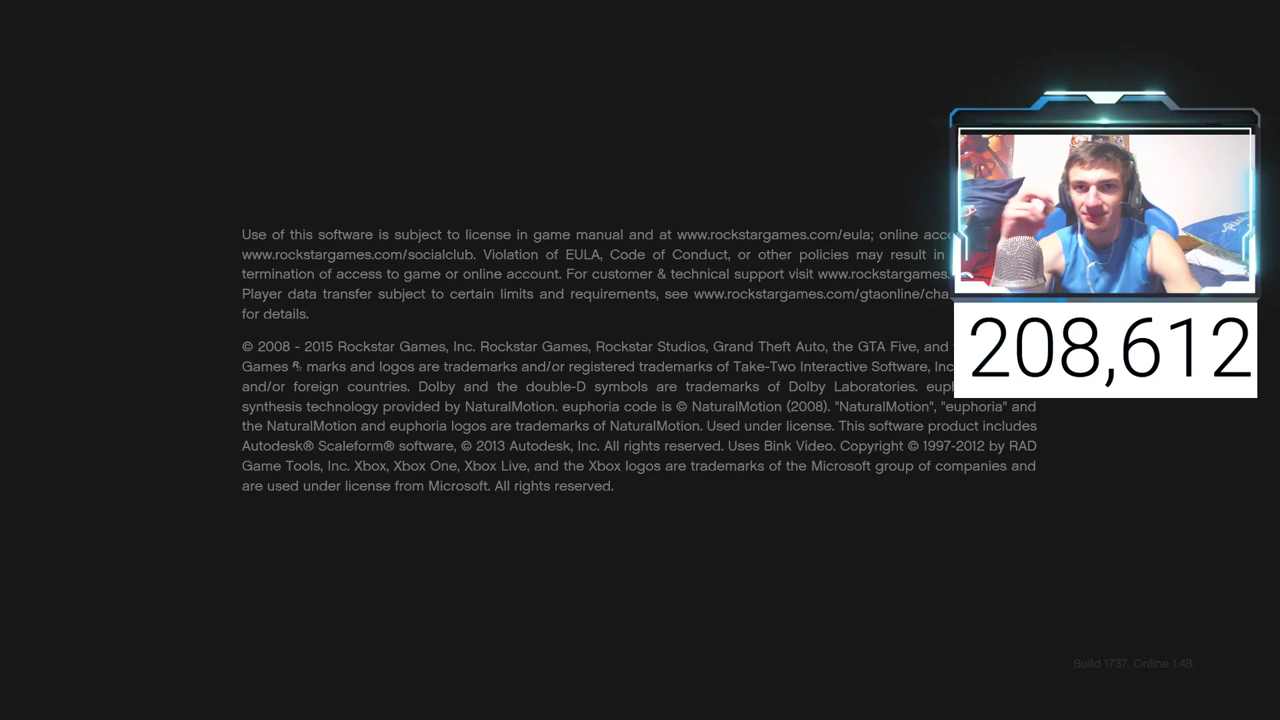 Use of this software is subject to license in game manual and at www.rockstargames.com/eula; online
www.rockstargames.com/socialclub. Violation of EULA, Code of Conduct, or other policies may result in
termination of access to game or online account. For customer & technical support visit www.rockstargames.
Player data transfer subject to certain limits and requirements, see www.rockstargames.com/gtaonline/cha
for details.
© 2008 - 2015 Rockstar Games, Inc. Rockstar Games, Rockstar Studios, Grand Theft Auto, the GTA Five, and
Games marks and logos are trademarks and/or registered trademarks of Take-Two Interactive Software, Inc
and/or foreign countries. Dolby and the double-D symbols are trademarks of Dolby Laboratories.
synthesis technology provided by NaturalMotion. euphoria code is © NaturalMotion (2008). "NaturalMotion", "euphoria" and
the NaturalMotion and euphoria logos are trademarks of NaturalMotion. Used under license. This software product includes
Autodesk® Scaleform® software, © 2013 Autodesk, Inc. All rights reserved. Uses Bink Video. Copyright © 1997-2012 by RAD
Game Tools, Inc. Xbox, Xbox One, Xbox Live, and the Xbox logos are trademarks of the Microsoft group of companies and
are used under license from Microsoft. All rights reserved.
208,612
Build 1737. Online 1.48.